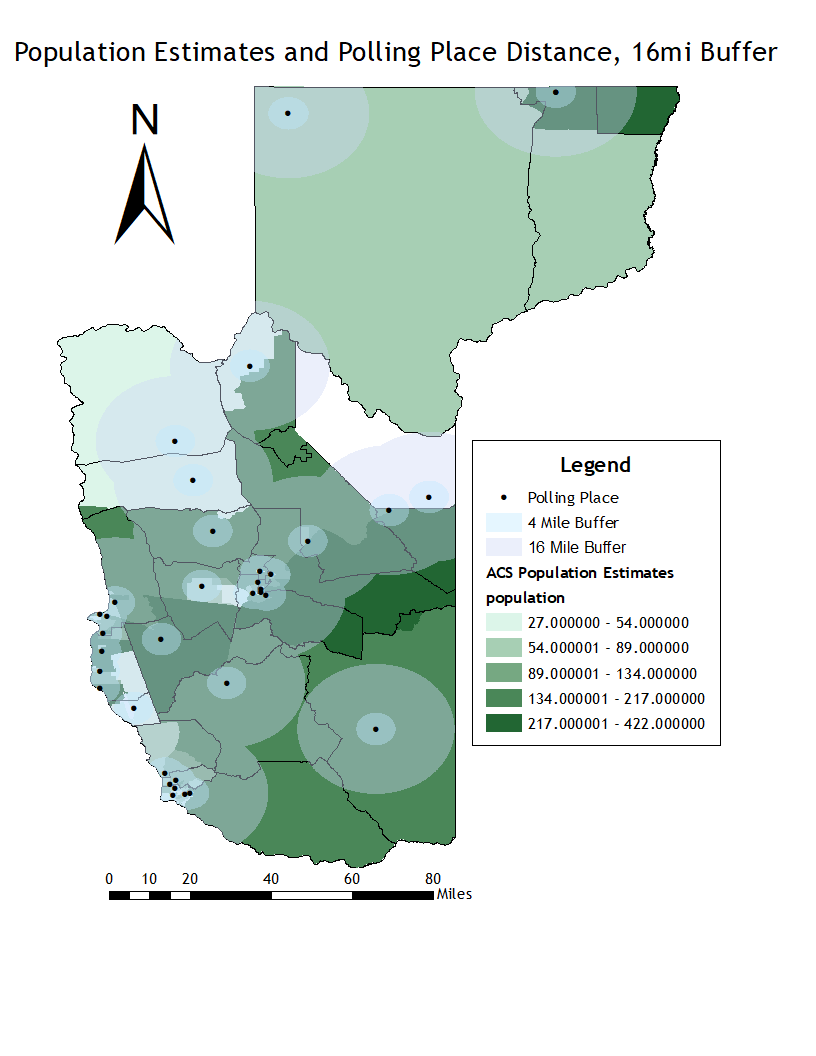 Population Estimates and Polling Place Distance, 16mi Buffer
N
Legend
Polling Place
4 Mile Buffer
16 Mile Buffer
ACS Population Estimates
population
27.000000 - 54.000000
54.000001 - 89.000000
89.000001 - 134.000000
134.000001 - 217.000000
217.000001 - 422.000000
0 10 20 40 60 80
Miles